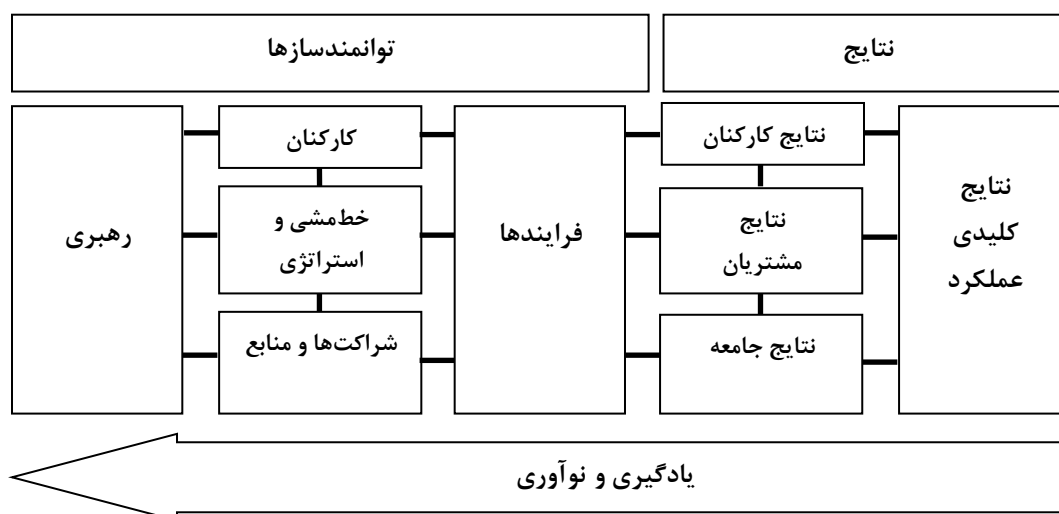 توانمندسازها
نتایج
رهبری
کارکنان
خط‌مشی و
استراتژی
شراکت‌ها و منابع
فرایندها
نتایج کارکنان
نتایج
مشتریان
نتایج جامعه
نتایج
کلیدی
عملکرد
یادگیری و نوآوری